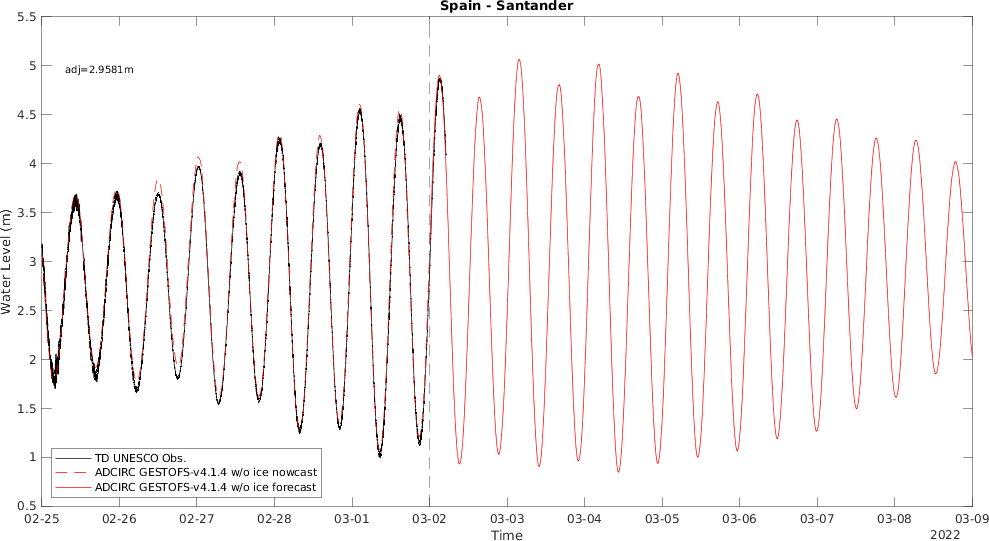 Spain - Santander
5.5
5
4.5
4
3.5
3
2.5
2
1.5
1
0.5
Water Level (m)
adj=2.9581m
TD UNESCO Obs.
ADCIRC GESTOFS-v4.1.4 w/o ice nowcast
ADCIRC GESTOFS-v4.1.4 w/o ice forecast
02-25 02-26 02-27 02-28 03-01 03-02 03-03 03-04 03-05 03-06 03-07 03-08 03-09
Time
2022